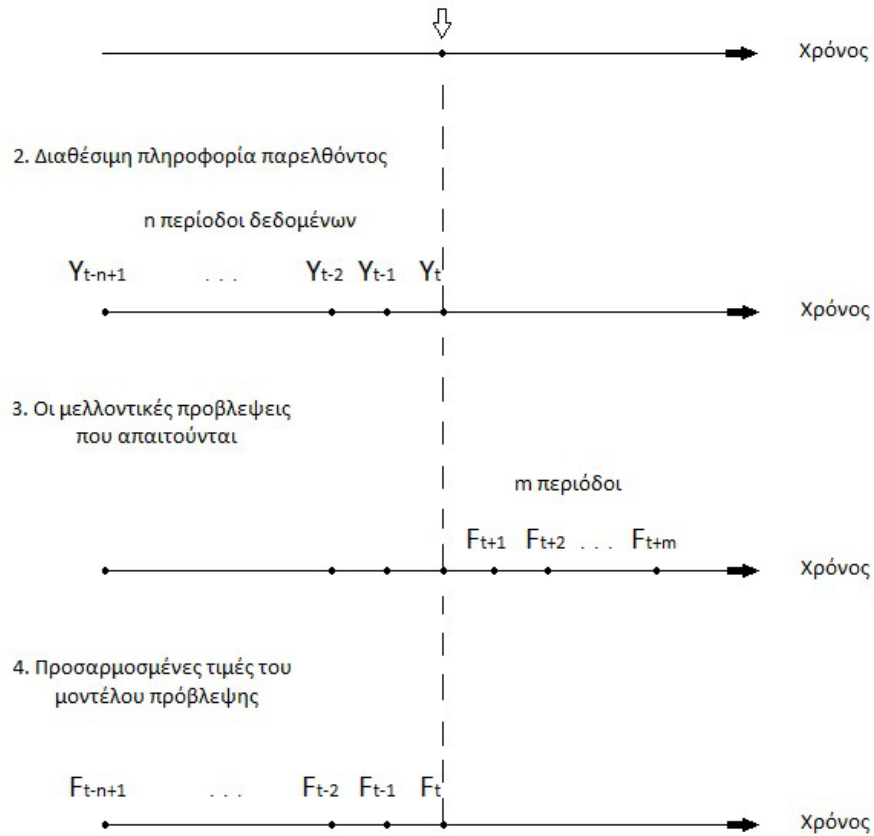 Χρόνος
2. Διαθέσιμη πληροφορία παρελθόντος
n περίοδοι δεδομένων
Yt-n+1 . . . Yt-2 Yt-1 Yt
Χρόνος
3. Οι μελλοντικές προβλεψεις
που απαιτούνται
m περιόδοι
Ft+1 Ft+2 . . . Ft+m
Χρόνος
4. Προσαρμοσμένες τιμές του
μοντέλου πρόβλεψης
Ft-n+1 . . . Ft-2 Ft-1 Ft
Χρόνος